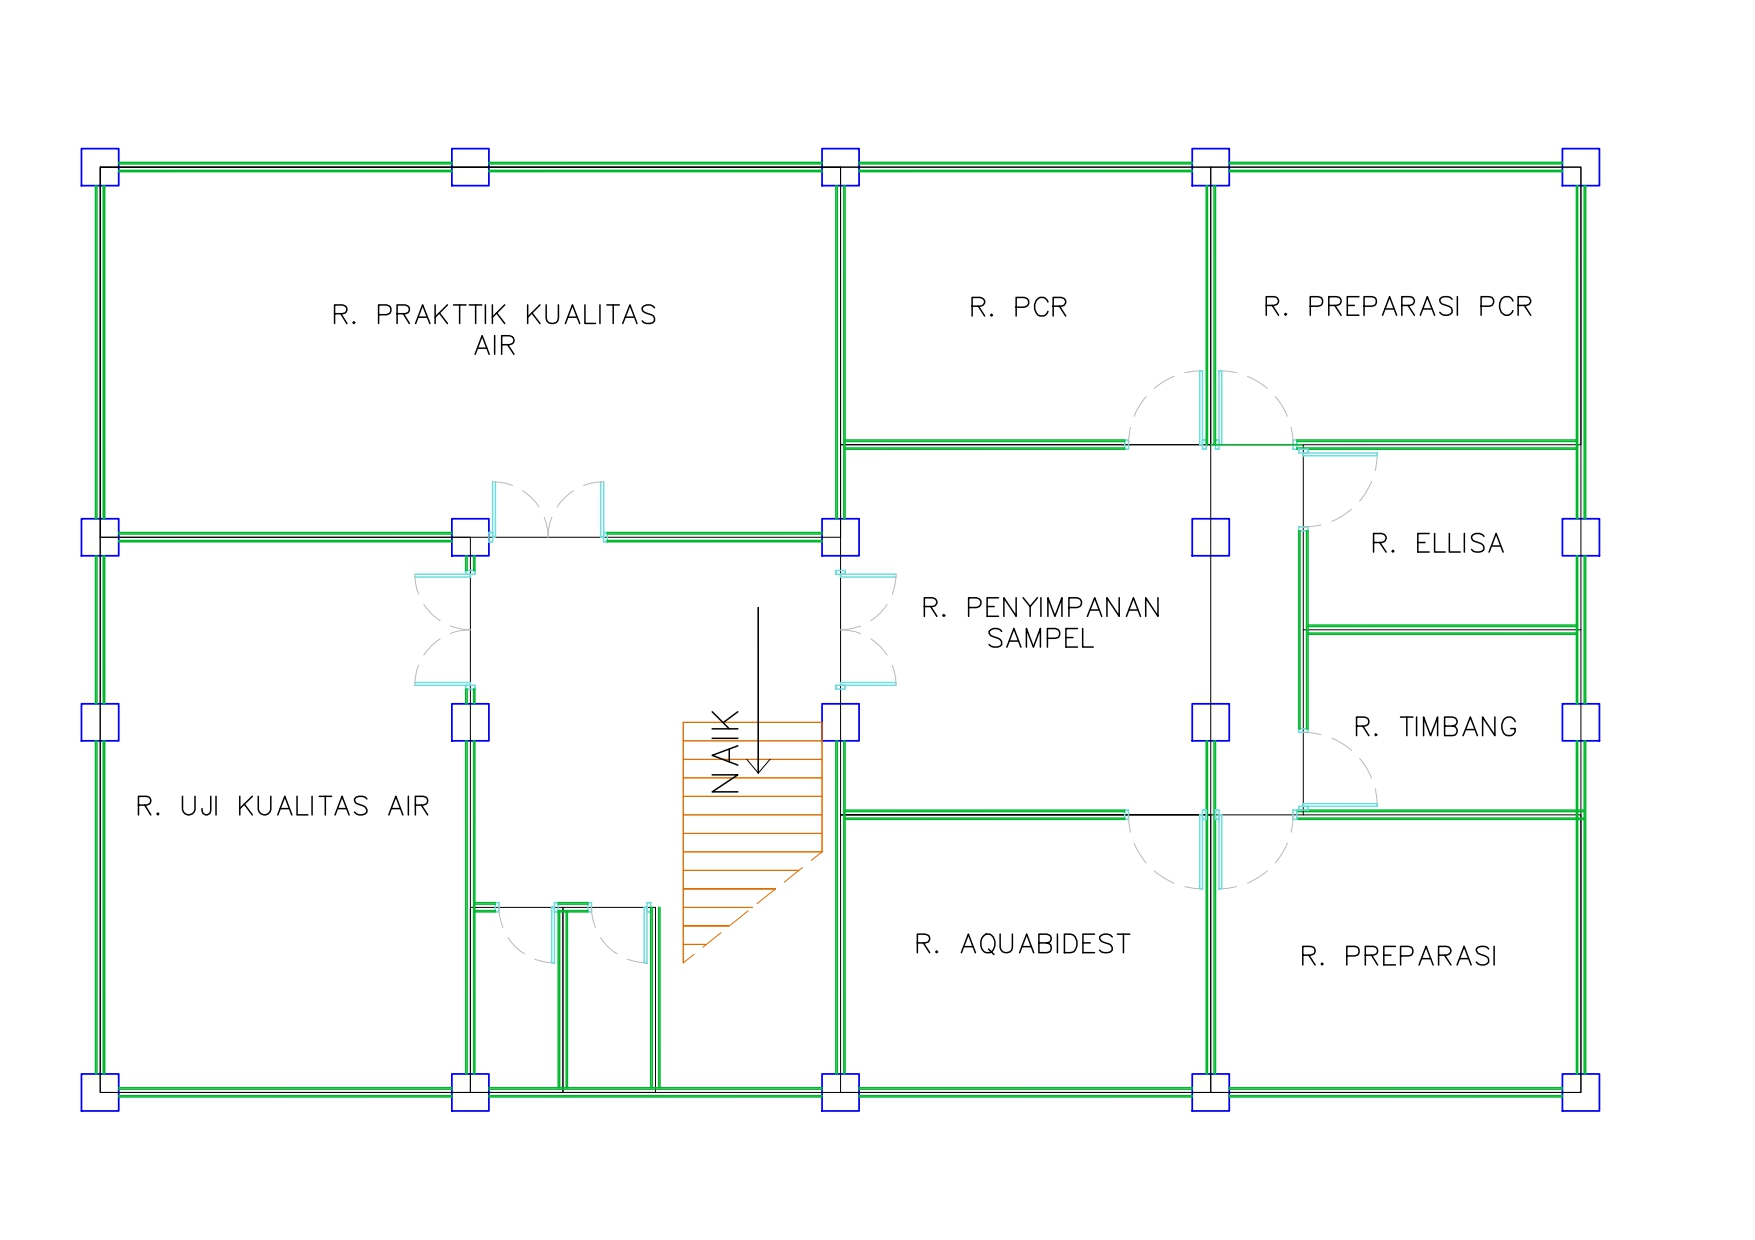 R. PRAKTTIK KUALITAS
AIR
R. PCR
R. PREPARASI PCR
R. ELLISA
R. PENYIMPANAN
SAMPEL
R. TIMBANG
NAIK
R. UJI KUALITAS AIR
R. AQUABIDEST
R. PREPARASI